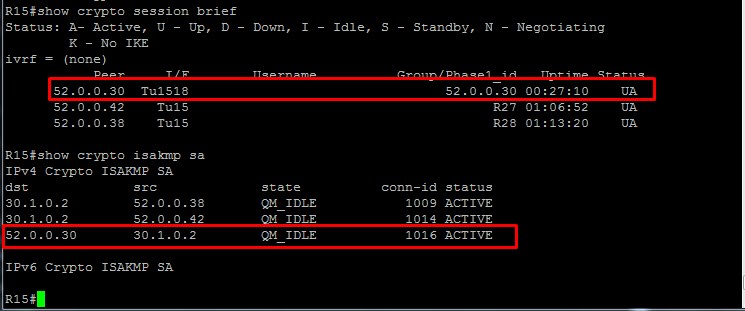 R15#show crypto session brief
Status: A- Active, U - Up, D - Down, I - Idle, S - Standby, N - Negotiating
K - No IKE
ivrf = (none)
Peer I/F Username Group/Phase1_id Uptime Status
52.0.0.30 Tu1518 52.0.0.30 00:27:10 UA
52.0.0.42 Tu15 R27 01:06:52 UA
52.0.0.38 Tu15 R28 01:13:20 UA
R15#show crypto isakmp sa
IPv4 Crypto ISAKMP SA
dst src state conn-id status
30.1.0.2 52.0.0.38 QM_IDLE 1009 ACTIVE
30.1.0.2 52.0.0.42 QM_IDLE 1014 ACTIVE
52.0.0.30 30.1.0.2 QM_IDLE 1016 ACTIVE
IPv6 Crypto ISAKMP SA
R15#